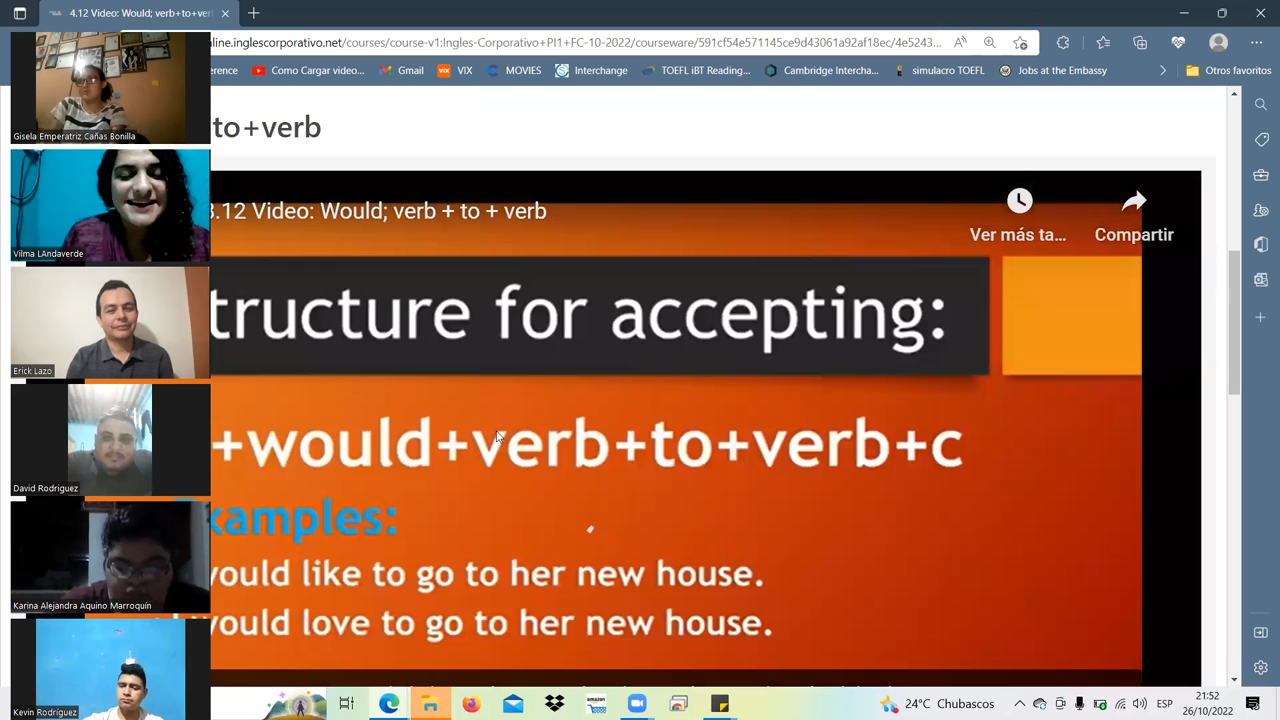 4.12 Video: Would; verb+to+ver
nline.inglescorporativo.net/courses/course-v1:Ingles-Corporativo+PI1+FC-10-2022/courseware/591cf54e571145ce9d43061a92af18ec/4e5243...
erence
Como Cargar video...
Gmail
VIX
MOVIES
Interchange
TOEFL iBT Reading...
Cambridge Intercha...
simulacro TOEFL
Jobs at the Embassy
Otros favoritos
to+verb
Gisela Emperatriz Cañas Bonilla
3.12 Video: Would; verb + to + verb
Ver más ta...
Compartir
Vilma LAndaverde
tructure for accepting:
Erick Lazo
+would+verb+to+verb+c
David Rodriguez
xamples:
would like to go to her new house.
Karina Alejandra Aquino Marroquín
would love to go to her new house.
Kevin Rodríguez
24°C Chubascos
ESP
21:52
26/10/2022